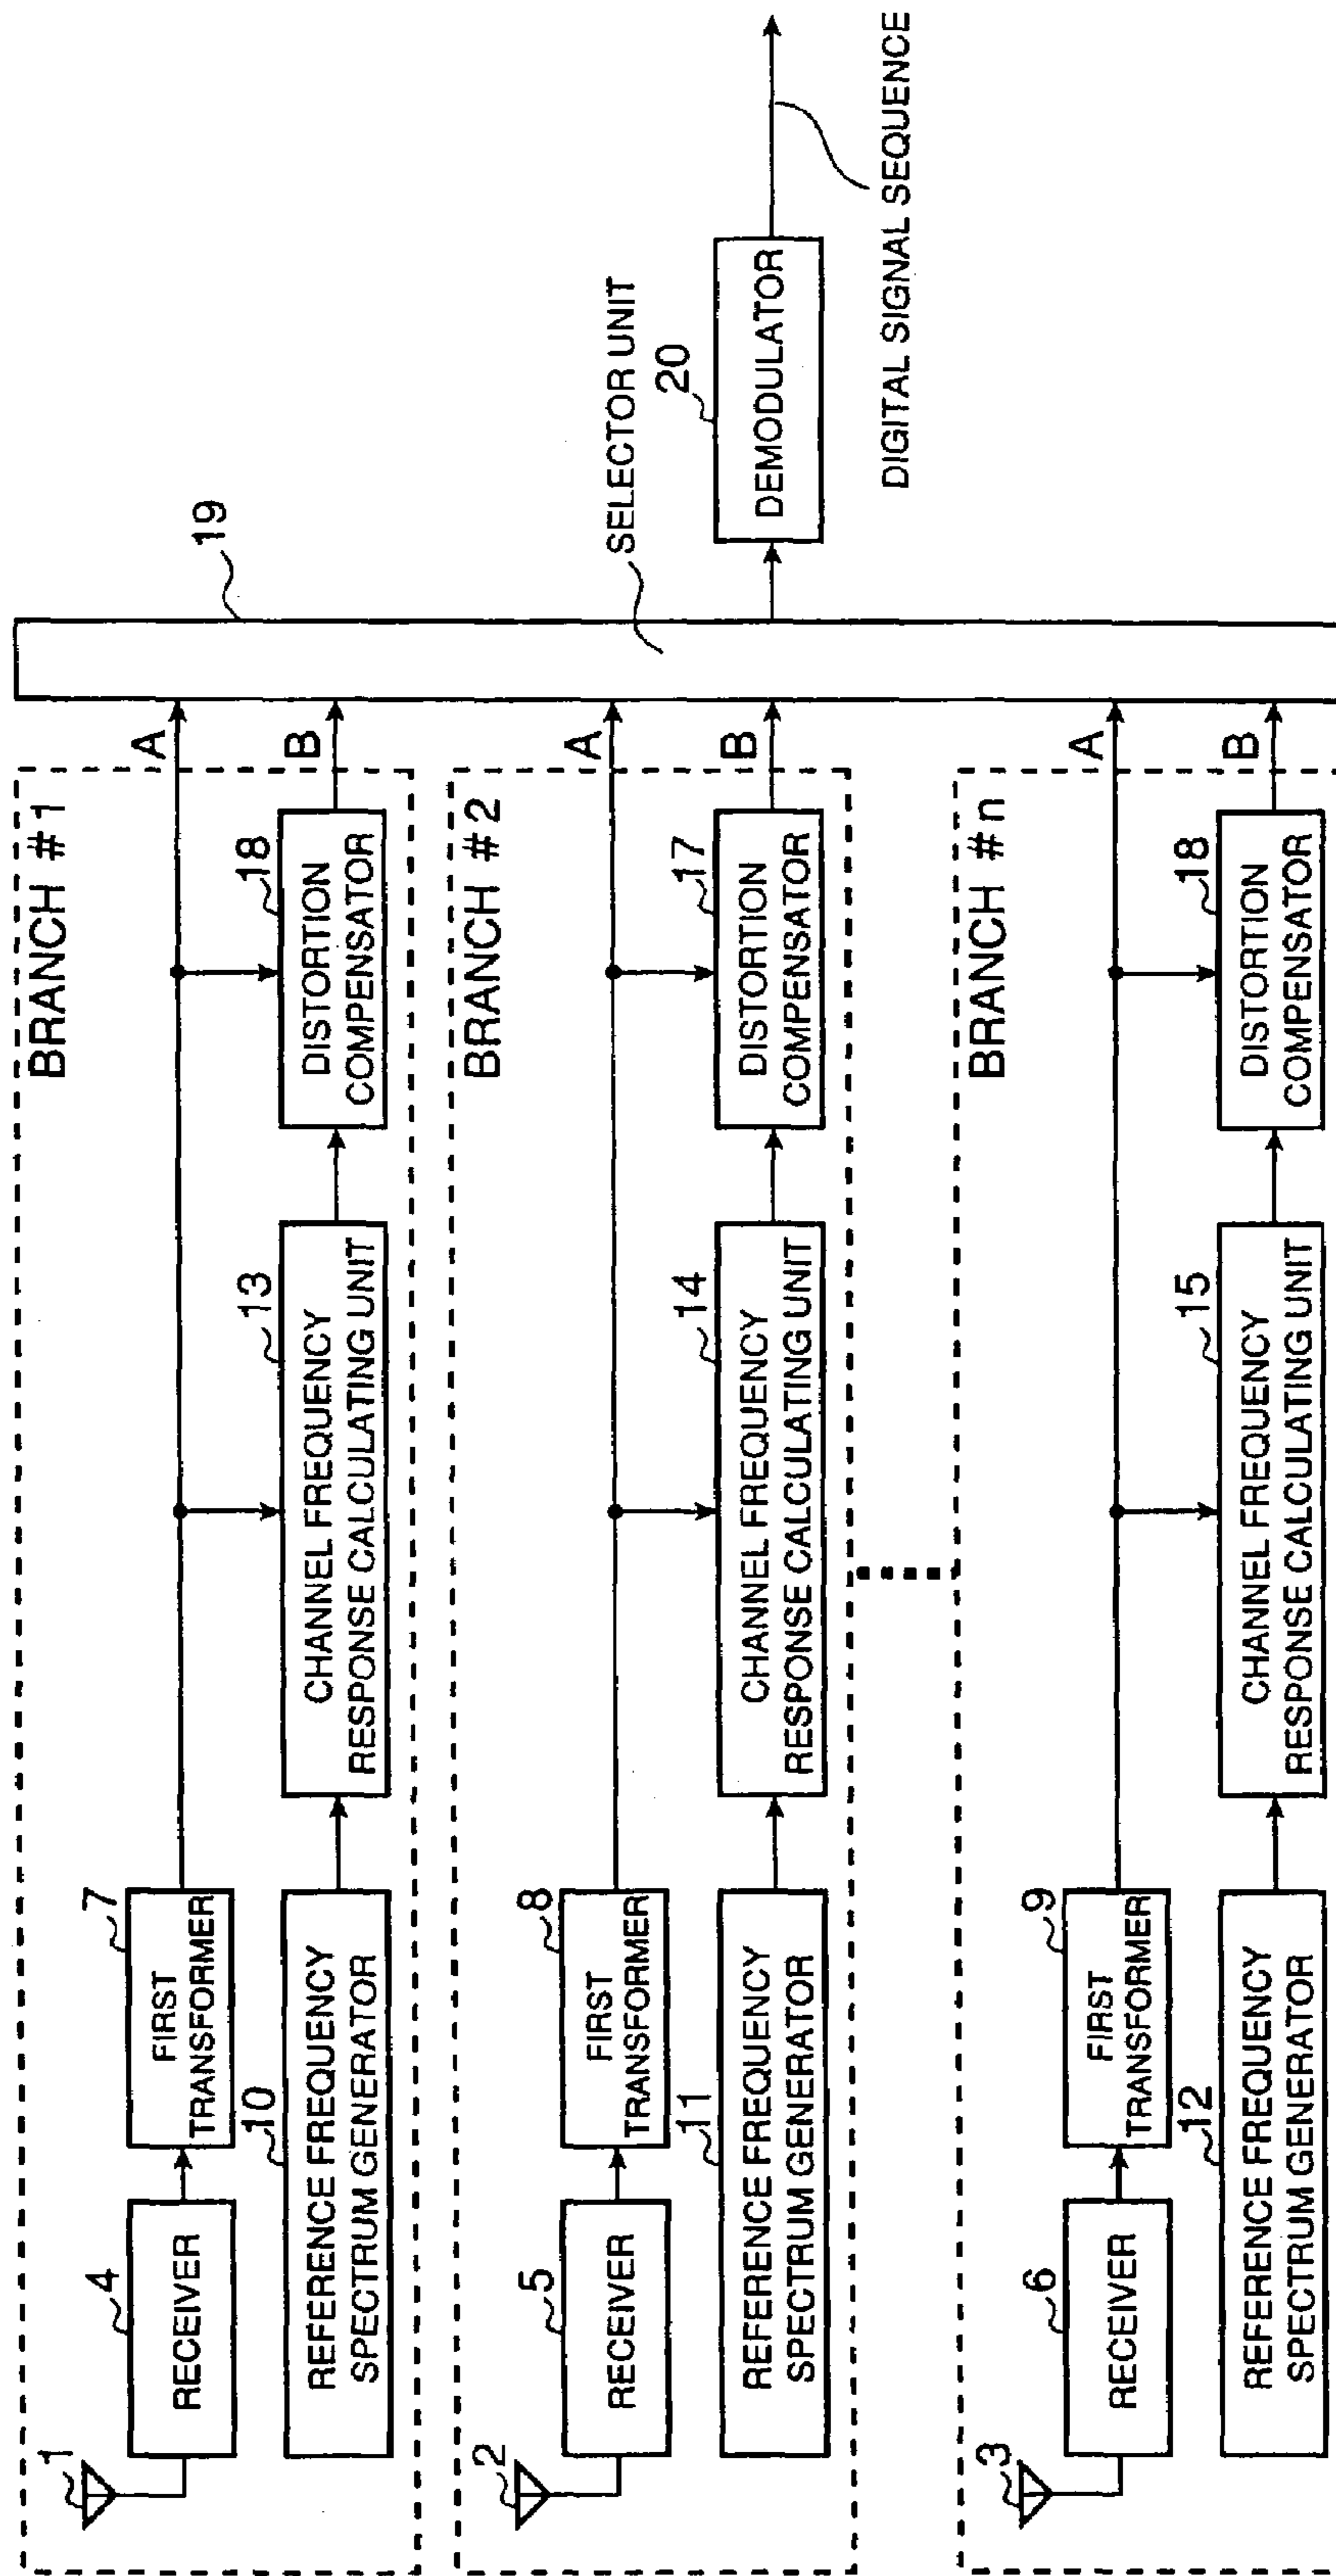 BRANCH #1
1
4
RECEIVER
7
FIRST
TRANSFORMER
10
REFERENCE FREQUENCY
SPECTRUM GENERATOR
13
CHANNEL FREQUENCY
RESPONSE CALCULATING UNIT
18
DISTORTION
COMPENSATOR
A
B
BRANCH #2
2
5
RECEIVER
8
FIRST
TRANSFORMER
11
REFERENCE FREQUENCY
SPECTRUM GENERATOR
14
CHANNEL FREQUENCY
RESPONSE CALCULATING UNIT
17
DISTORTION
COMPENSATOR
A
B
BRANCH #n
3
6
RECEIVER
9
FIRST
TRANSFORMER
12
REFERENCE FREQUENCY
SPECTRUM GENERATOR
15
CHANNEL FREQUENCY
RESPONSE CALCULATING UNIT
18
DISTORTION
COMPENSATOR
A
B
19
SELECTOR UNIT
20
DEMODULATOR
DIGITAL SIGNAL SEQUENCE